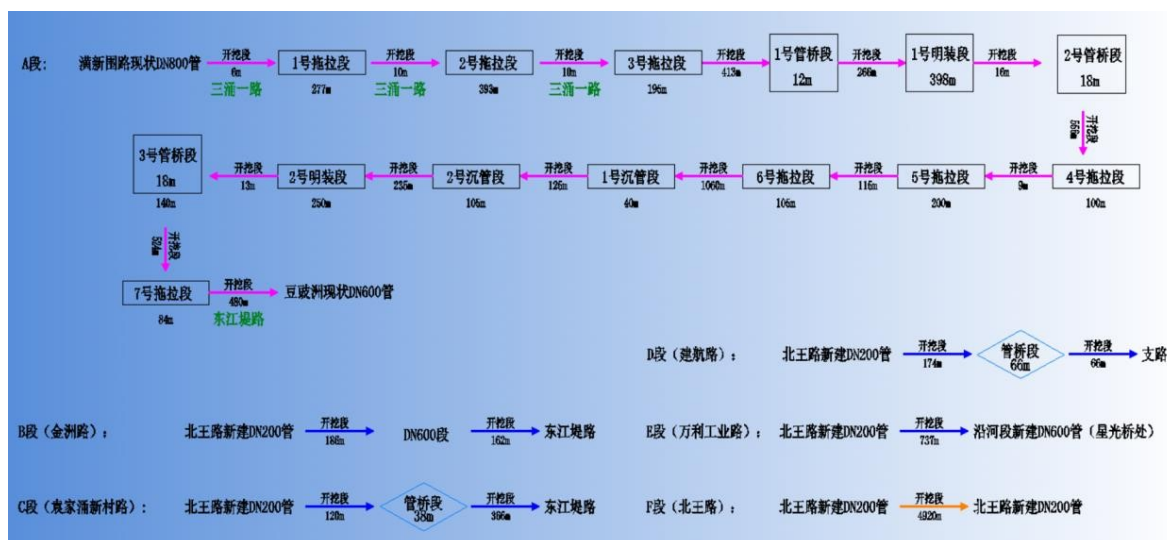 A段: 满新围路现状DN800管 开挖段 6m 三涌一路 1号拖拉段 277m 开挖段 10m 三涌一路 2号拖拉段 393m 开挖段 10m 三涌一路 3号拖拉段 196m 开挖段 413m 1号管桥段 12m 开挖段 266m 1号明装段 398m 开挖段 16m 2号管桥段 18m
开挖段
3号管桥段 18m 140m 开挖段 13m 2号明装段 250m 开挖段 235m 2号沉管段 105m 开挖段 126m 1号沉管段 40m 开挖段 1060m 6号拖拉段 106m 开挖段 116m 5号拖拉段 200m 开挖段 9m 4号拖拉段 100m
开挖段
7号拖拉段 84m 开挖段 480m 东江堤路 豆豉洲现状DN600管
D段（建航路）: 北王路新建DN200管 开挖段 174m 管桥段 66m 开挖段 66m 支路
B段（金洲路）: 北王路新建DN200管 开挖段 186m DN600段 开挖段 162m 东江堤路
E段（万利工业路）: 北王路新建DN200管 开挖段 737m 沿河段新建DN600管（星光桥处）
C段（袁家涌新村路）: 北王路新建DN200管 开挖段 120m 管桥段 38m 开挖段 366m 东江堤路
F段（北王路）: 北王路新建DN200管 开挖段 4920m 北王路新建DN200管